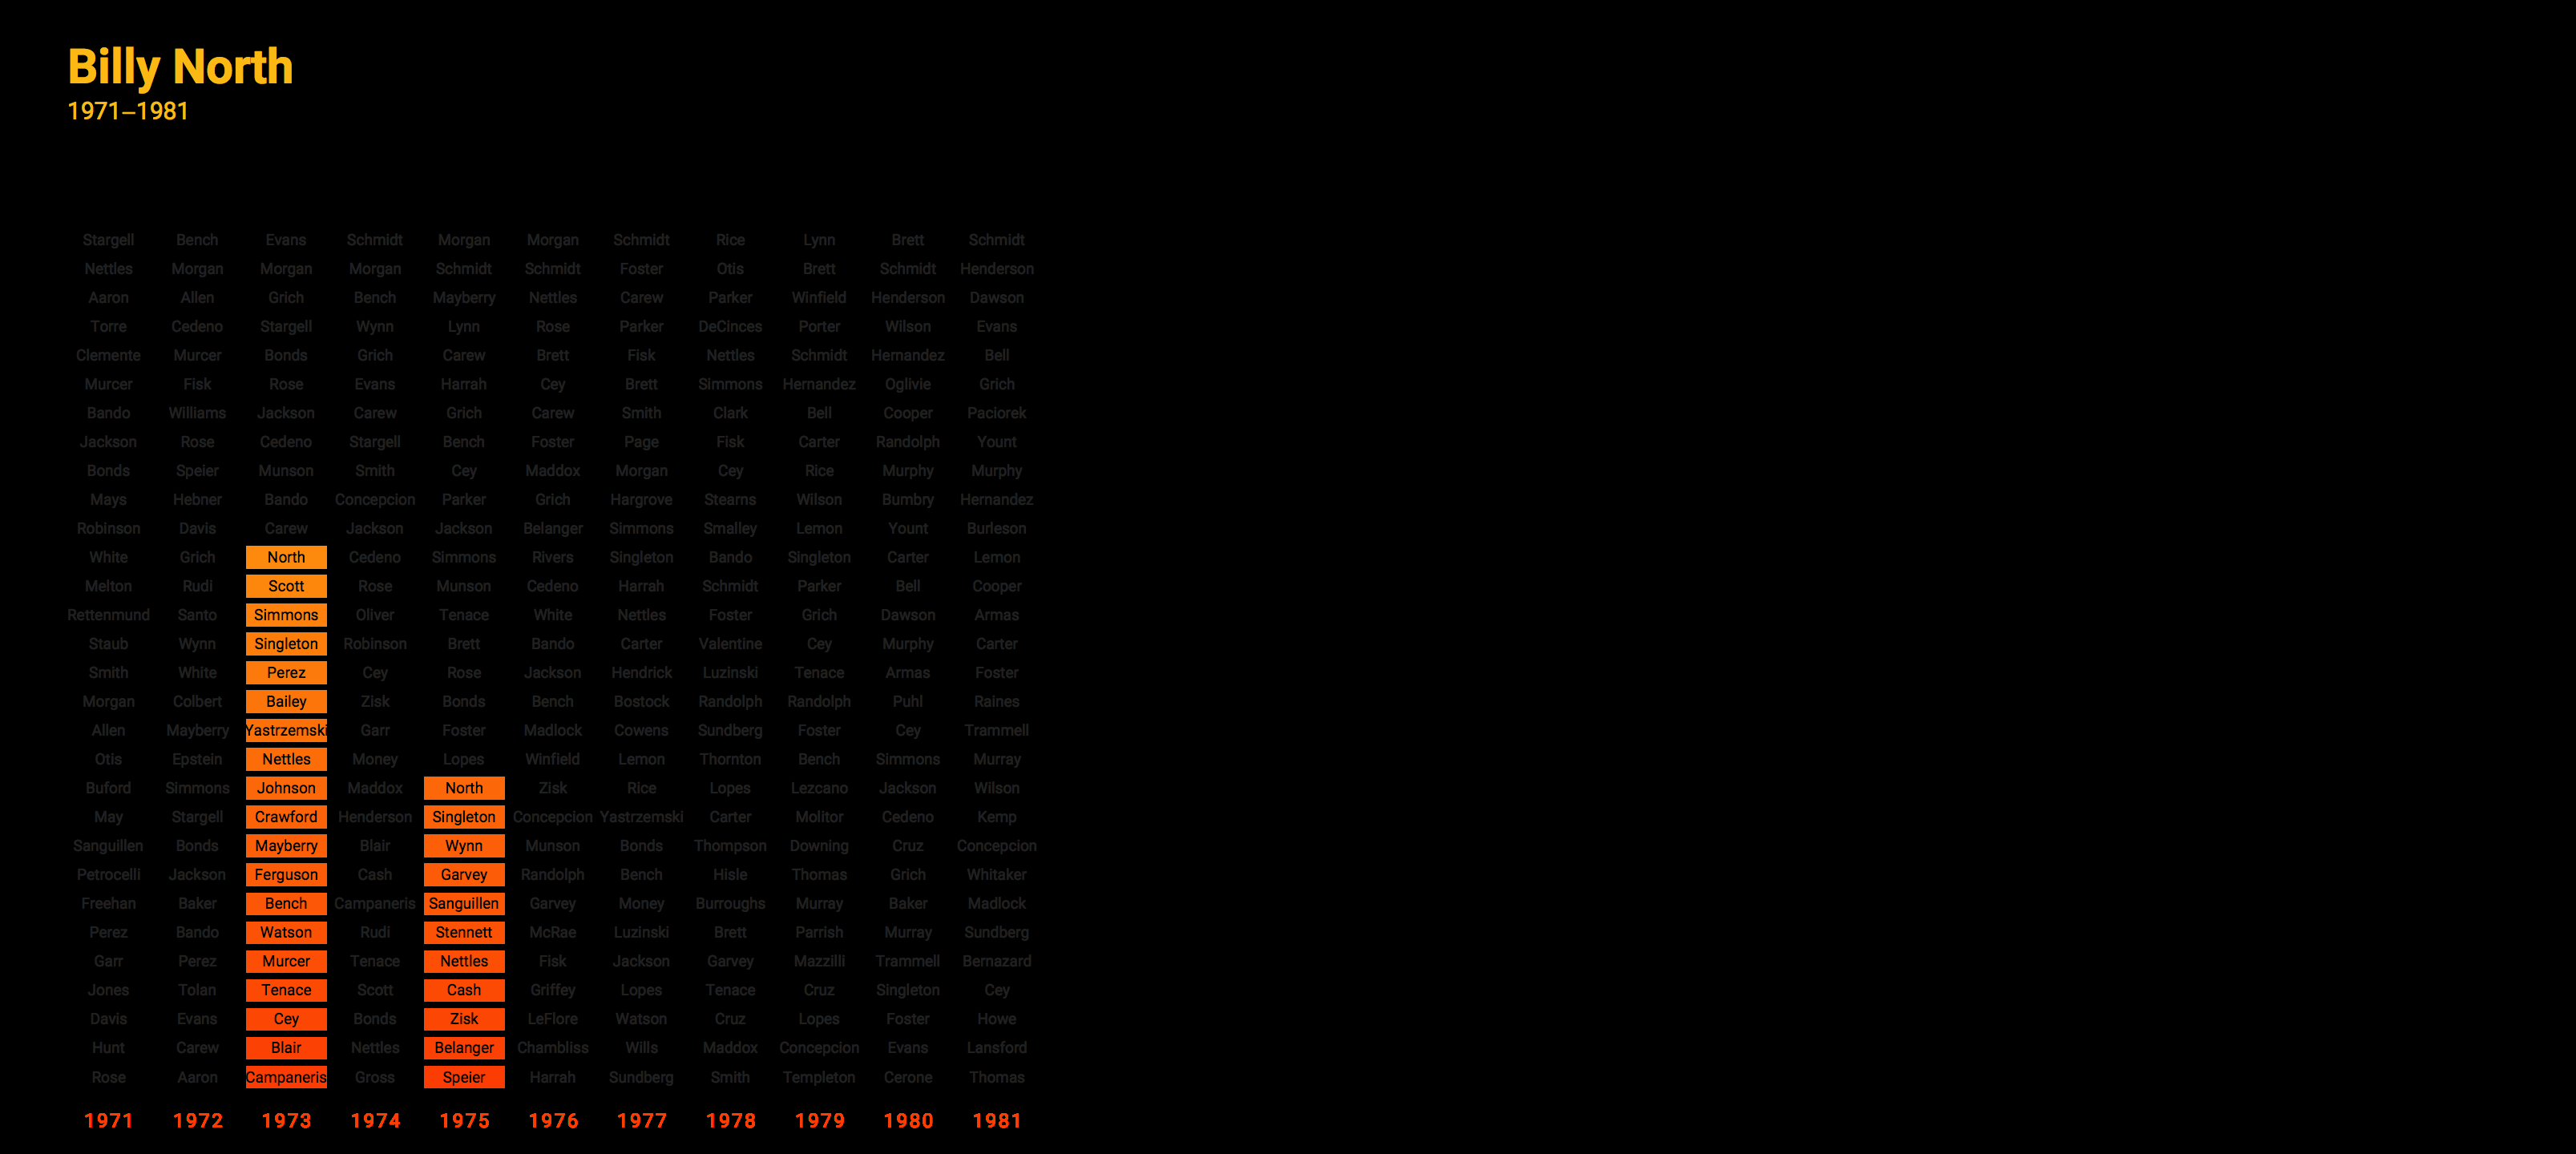 Billy North
1971–1981
Stargell Bench Evans Schmidt Morgan Morgan Schmidt Rice Lynn Brett Schmidt
Nettles Morgan Morgan Morgan Schmidt Schmidt Foster Otis Brett Schmidt Henderson
Aaron Allen Grich Bench Mayberry Nettles Carew Parker Winfield Henderson Dawson
Torre Cedeno Stargell Wynn Lynn Rose Parker DeCinces Porter Wilson Evans
Clemente Murcer Bonds Grich Carew Brett Fisk Nettles Schmidt Hernandez Bell
Murcer Fisk Rose Evans Harrah Cey Brett Simmons Hernandez Oglivie Grich
Bando Williams Jackson Carew Grich Carew Smith Clark Bell Cooper Paciorek
Jackson Rose Cedeno Stargell Bench Foster Page Fisk Carter Randolph Yount
Bonds Speier Munson Smith Cey Maddox Morgan Cey Rice Murphy Murphy
Mays Hebner Bando Concepcion Parker Grich Hargrove Stearns Wilson Bumbry Hernandez
Robinson Davis Carew Jackson Jackson Belanger Simmons Smalley Lemon Yount Burleson
White Grich North Cedeno Simmons Rivers Singleton Bando Singleton Carter Lemon
Melton Rudi Scott Rose Munson Cedeno Harrah Schmidt Parker Bell Cooper
Rettenmund Santo Simmons Oliver Tenace White Nettles Foster Grich Dawson Armas
Staub Wynn Singleton Robinson Brett Bando Carter Valentine Cey Murphy Carter
Smith White Perez Cey Rose Jackson Hendrick Luzinski Tenace Armas Foster
Morgan Colbert Bailey Zisk Bonds Bench Bostock Randolph Randolph Puhl Raines
Allen Mayberry Yastrzemski Garr Foster Madlock Cowens Sundberg Foster Cey Trammell
Otis Epstein Nettles Money Lopes Winfield Lemon Thornton Bench Simmons Murray
Buford Simmons Johnson Maddox North Zisk Rice Lopes Lezcano Jackson Wilson
May Stargell Crawford Henderson Singleton Concepcion Yastrzemski Carter Molitor Cedeno Kemp
Sanguillen Bonds Mayberry Blair Wynn Munson Bonds Thompson Downing Cruz Concepcion
Petrocelli Jackson Ferguson Cash Garvey Randolph Bench Hisle Thomas Grich Whitaker
Freehan Baker Bench Campaneris Sanguillen Garvey Money Burroughs Murray Baker Madlock
Perez Bando Watson Rudi Stennett McRae Luzinski Brett Parrish Murray Sundberg
Garr Perez Murcer Tenace Nettles Fisk Jackson Garvey Mazzilli Trammell Bernazard
Jones Tolan Tenace Scott Cash Griffey Lopes Tenace Cruz Singleton Cey
Davis Evans Cey Bonds Zisk LeFlore Watson Cruz Lopes Foster Howe
Hunt Carew Blair Nettles Belanger Chambliss Wills Maddox Concepcion Evans Lansford
Rose Aaron Campaneris Gross Speier Harrah Sundberg Smith Templeton Cerone Thomas
1971 1972 1973 1974 1975 1976 1977 1978 1979 1980 1981